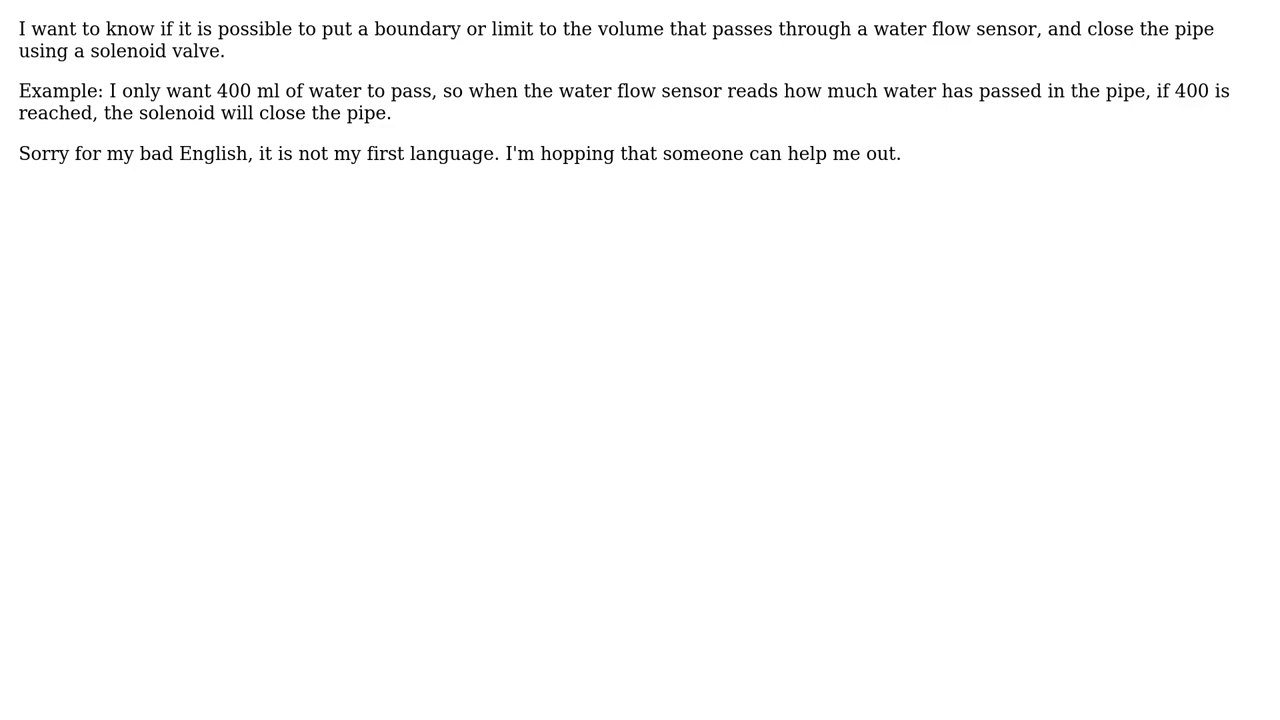 I want to know if it is possible to put a boundary or limit to the volume that passes through a water flow sensor, and close the pipe
using a solenoid valve.
Example: I only want 400 ml of water to pass, so when the water flow sensor reads how much water has passed in the pipe, if 400 is
reached, the solenoid will close the pipe.
Sorry for my bad English, it is not my first language. I'm hopping that someone can help me out.